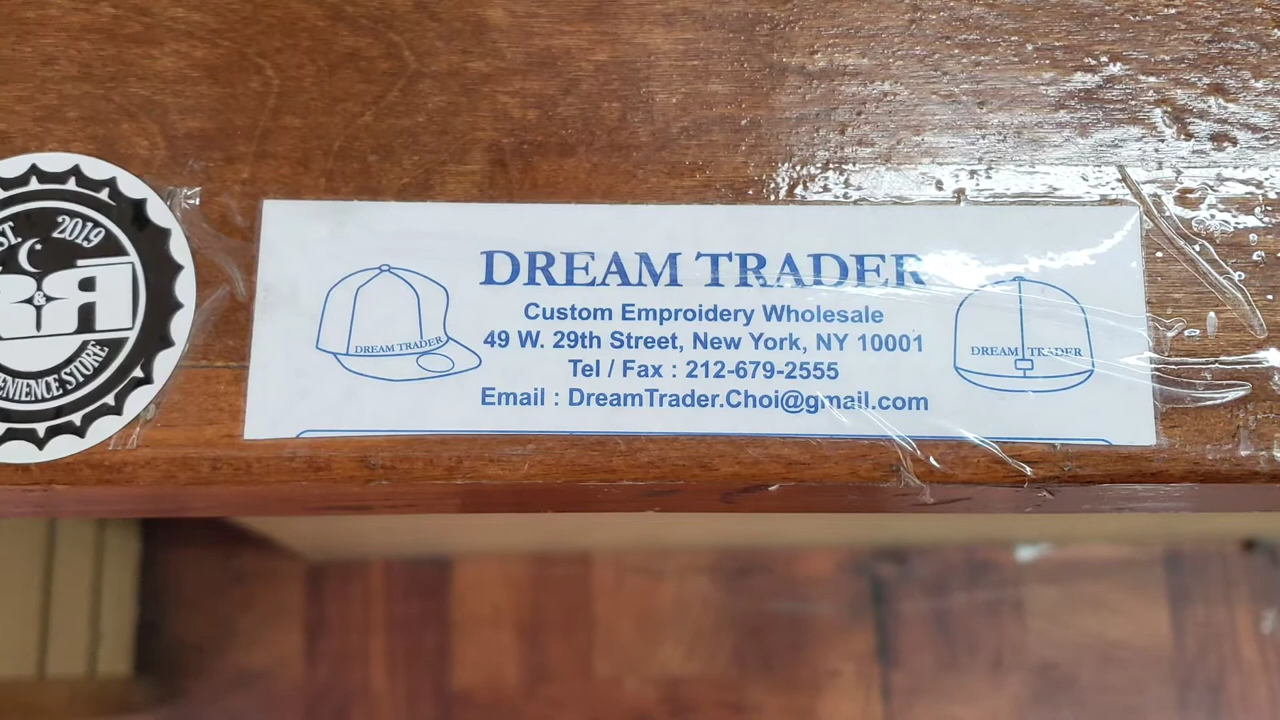 2019
R&R
STORE
DREAM TRADER
Custom Emproidery Wholesale
49 W. 29th Street, New York, NY 10001
Tel / Fax : 212-679-2555
Email : DreamTrader.Choi@gmail.com
DREAM TRADER
DREAM TRADER